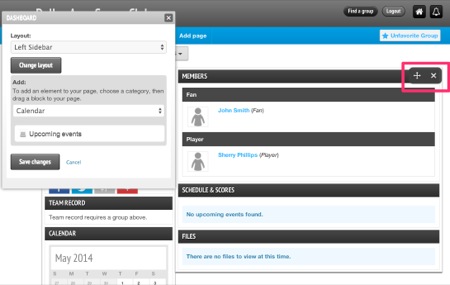 DASHBOARD
Layout:
Left Sidebar
Change layout
Add:
To add an element to your page, choose a category, then
drag a block to your page.
Calendar
Upcoming events
Save changes
Cancel
Find a group
Logout
Add page
Unfavorite Group
MEMBERS
Fan
John Smith (Fan)
Player
Sherry Phillips (Player)
SCHEDULE & SCORES
No upcoming events found.
FILES
There are no files to view at this time.
TEAM RECORD
Team record requires a group above.
CALENDAR
May 2014
S M T W T F S